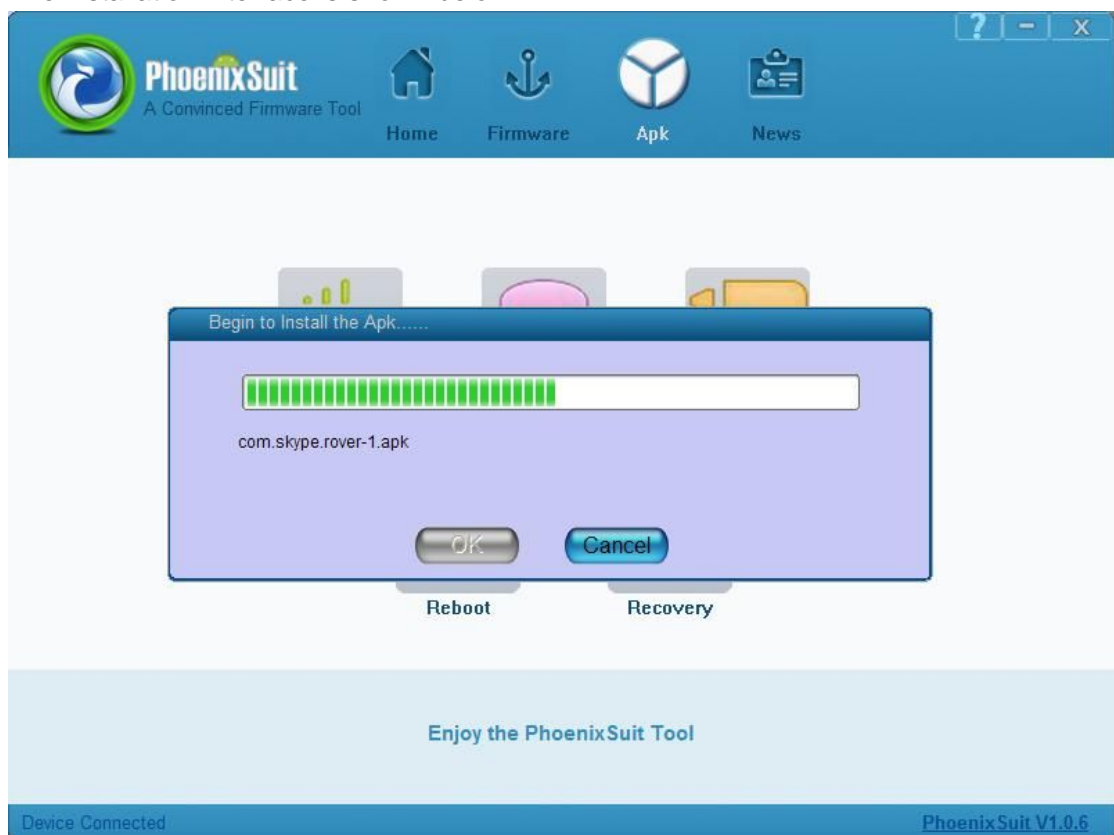 ? - X
PhoenixSuit
A Convinced Firmware Tool
Home Firmware Apk News
Begin to Install the Apk......
com.skype.rover-1.apk
OK Cancel
Reboot Recovery
Enjoy the PhoenixSuit Tool
Device Connected PhoenixSuit V1.0.6